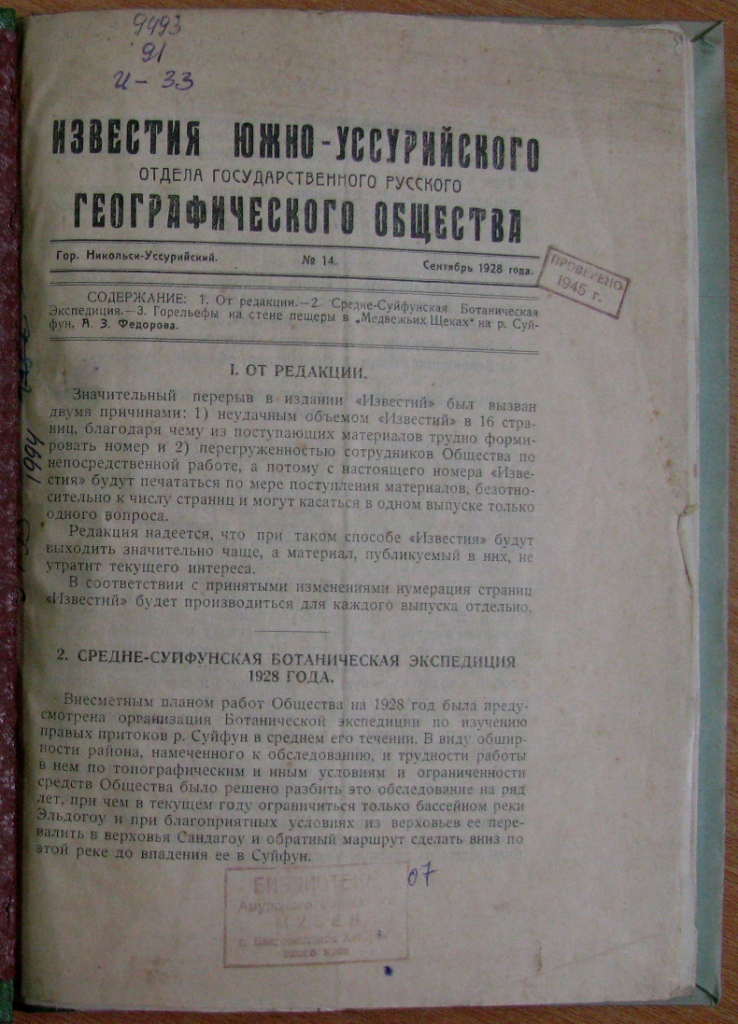 9493
91
И - 33
ИЗВЕСТИЯ ЮЖНО-УССУРИЙСКОГО
ОТДЕЛА ГОСУДАРСТВЕННОГО РУССКОГО
ГЕОГРАФИЧЕСКОГО ОБЩЕСТВА
Гор. Никольск-Уссурийский. № 14. Сентябрь 1928 года.
ПРОВЕРЕНО
1945 г.
СОДЕРЖАНИЕ: 1. От редакции.—2. Средне-Суйфунская Ботаническая
Экспедиция.—3. Горельефы на стене пещеры в „Медвежьих Щеках" на р. Суй-
фун, А. З. Федорова.
I. ОТ РЕДАКЦИИ.
Значительный перерыв в издании «Известий» был вызван
двумя причинами: 1) неудачным объемом «Известий» в 16 стра-
ниц, благодаря чему из поступающих материалов трудно форми-
ровать номер и 2) перегруженностью сотрудников Общества по
непосредственной работе, а потому с настоящего номера «Изве-
стия» будут печататься по мере поступления материалов, безотно-
сительно к числу страниц и могут касаться в одном выпуске только
одного вопроса.
Редакция надеется, что при таком способе «Известия» будут
выходить значительно чаще, а материал, публикуемый в них, не
утратит текущего интереса.
В соответствии с принятыми изменениями нумерация страниц
«Известий» будет производиться для каждого выпуска отдельно.
2. СРЕДНЕ-СУЙФУНСКАЯ БОТАНИЧЕСКАЯ ЭКСПЕДИЦИЯ
1928 ГОДА.
Внесметным планом работ Общества на 1928 год была преду-
смотрена организация Ботанической экспедиции по изучению
правых притоков р. Суйфун в среднем его течении. В виду обшир-
ности района, намеченного к обследованию, и трудности работы
в нем по топографическим и иным условиям и ограниченности
средств Общества было решено разбить это обследование на ряд
лет, при чем в текущем году ограничиться только бассейном реки
Эльдогоу и при благоприятных условиях из верховьев ее пере-
валить в верховья Сандагоу и обратный маршрут сделать вниз по
этой реке до впадения ее в Суйфун.
07
БИБЛИОТЕКА
МУЗЕЯ
1994